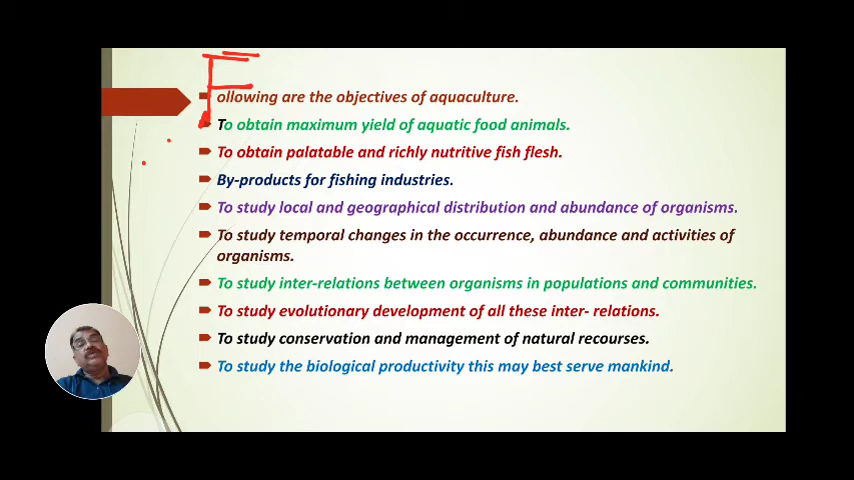 Following are the objectives of aquaculture.
To obtain maximum yield of aquatic food animals.
To obtain palatable and richly nutritive fish flesh.
By-products for fishing industries.
To study local and geographical distribution and abundance of organisms.
To study temporal changes in the occurrence, abundance and activities of
organisms.
To study inter-relations between organisms in populations and communities.
To study evolutionary development of all these inter- relations.
To study conservation and management of natural recourses.
To study the biological productivity this may best serve mankind.